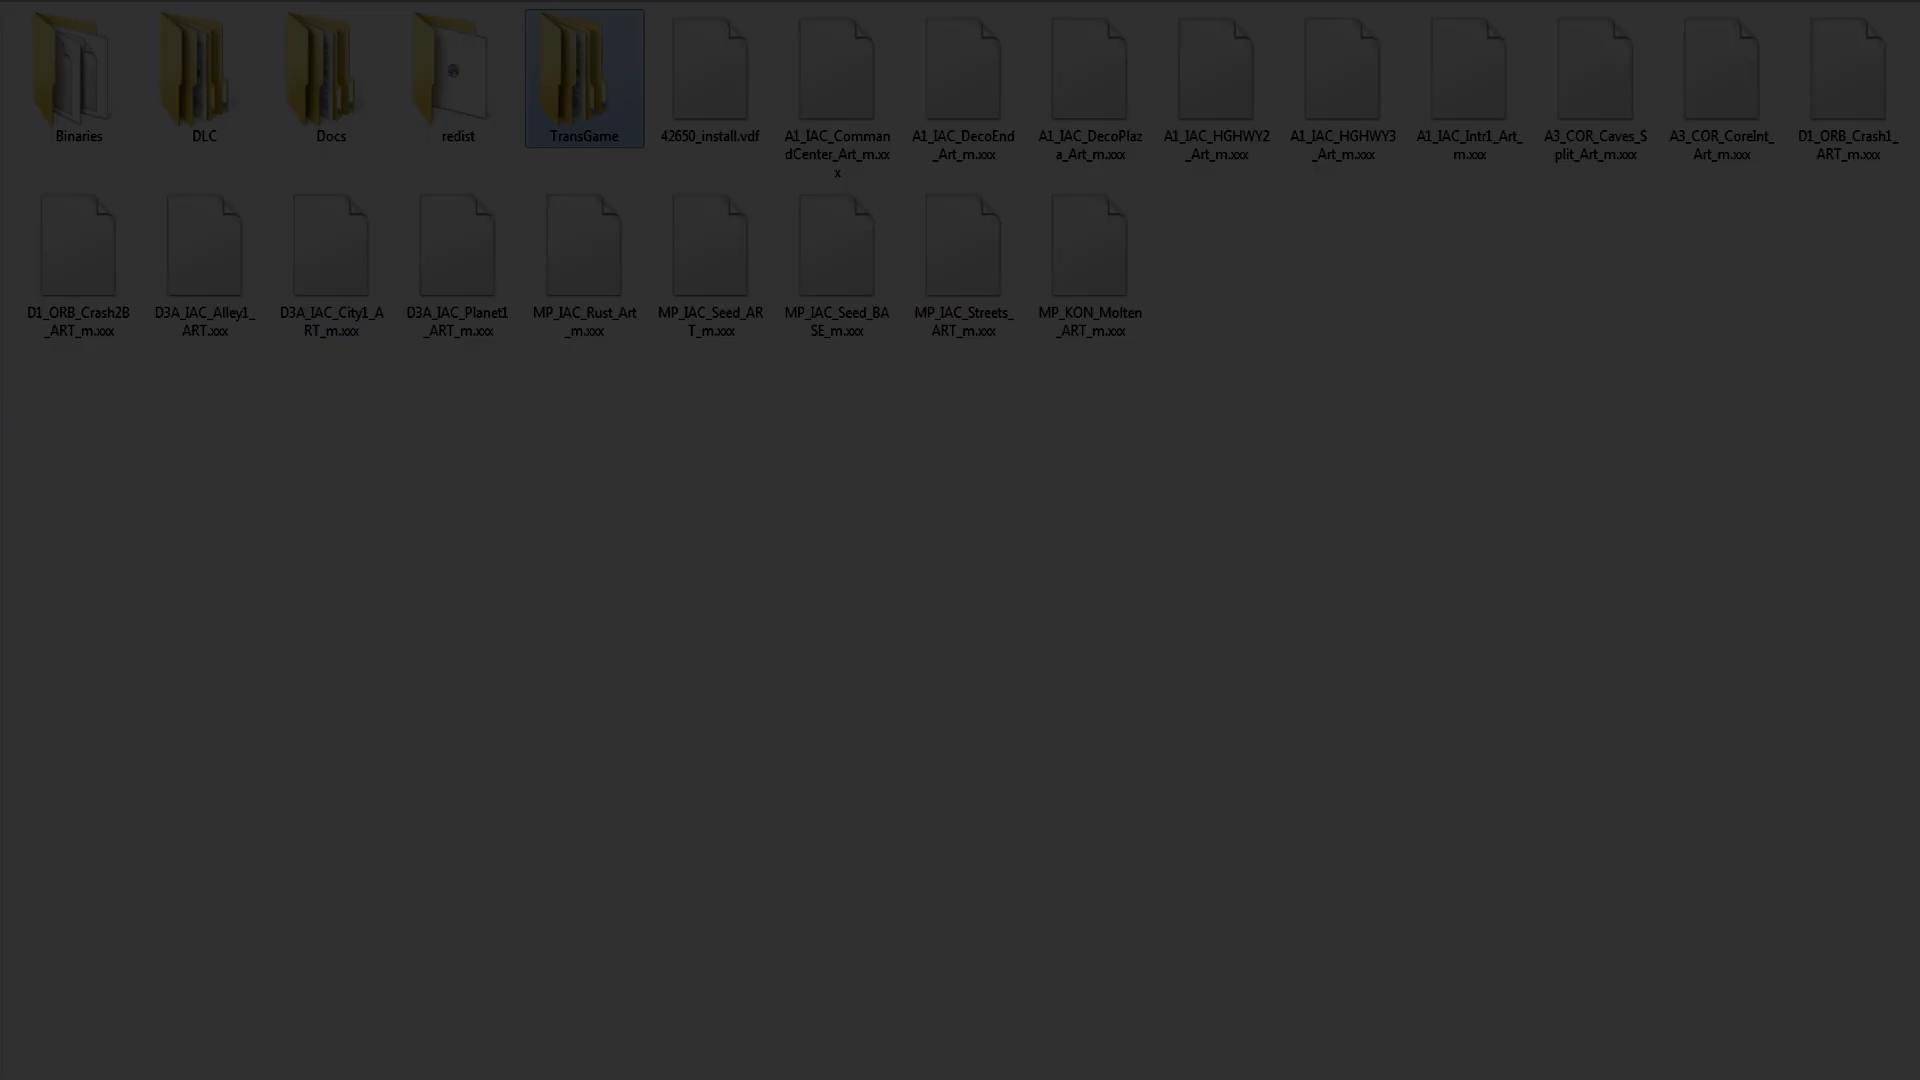 Binaries
DLC
Docs
redist
TransGame
42650_install.vdf
A1_IAC_Comman
dCenter_Art_m.xx
x
A1_IAC_DecoEnd
_Art_m.xxx
A1_IAC_DecoPlaz
a_Art_m.xxx
A1_IAC_HGHWY2
_Art_m.xxx
A1_IAC_HGHWY3
_Art_m.xxx
A1_IAC_Intr1_Art_
m.xxx
A3_COR_Caves_S
plit_Art_m.xxx
A3_COR_CoreInt_
Art_m.xxx
D1_ORB_Crash1_
ART_m.xxx
D1_ORB_Crash2B
_ART_m.xxx
D3A_IAC_Alley1_
ART.xxx
D3A_IAC_City1_A
RT_m.xxx
D3A_IAC_Planet1
_ART_m.xxx
MP_IAC_Rust_Art
_m.xxx
MP_IAC_Seed_AR
T_m.xxx
MP_IAC_Seed_BA
SE_m.xxx
MP_IAC_Streets_
ART_m.xxx
MP_KON_Molten
_ART_m.xxx